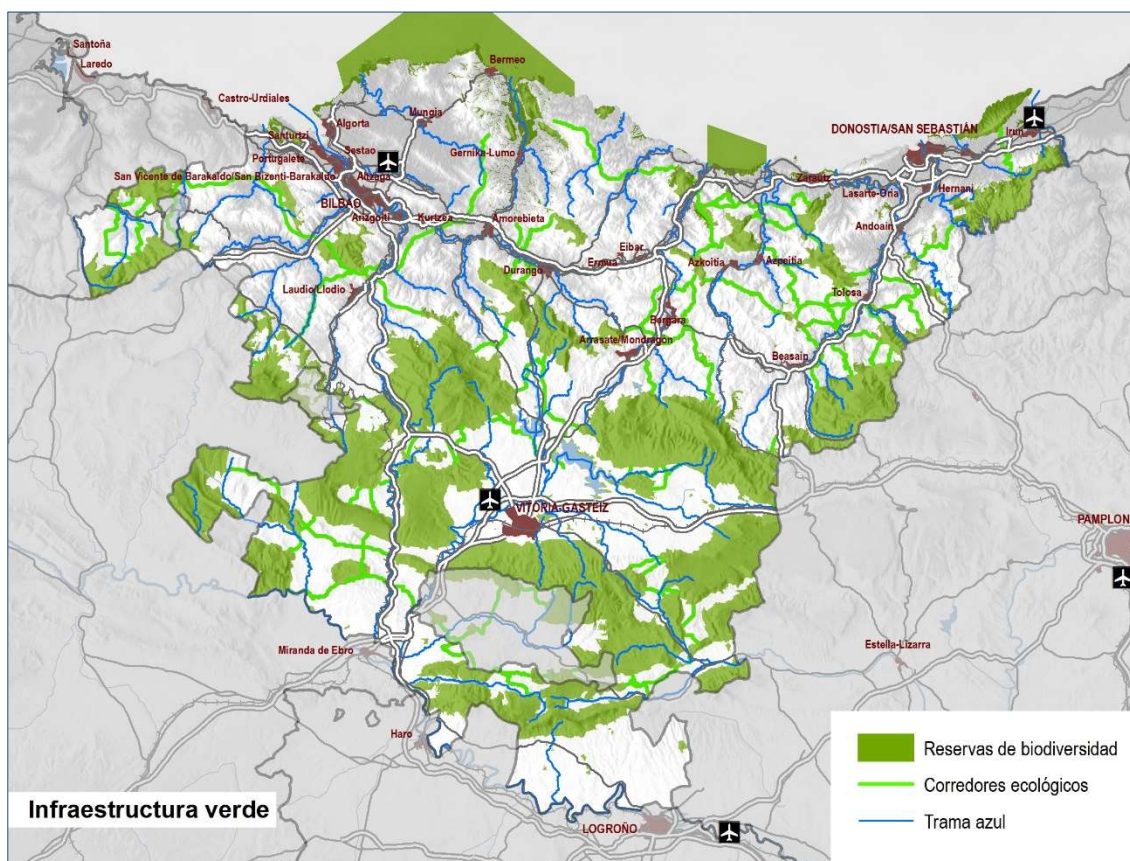 Santoña
Laredo
Bermeo
Castro-Urdiales
Algorta
Mungia
DONOSTIA/SAN SEBASTIÁN
Irun
Santurtzi
Sestao
Gernika-Lumo
Portugalete
Zarautz
Lasarte-Oria
Hernani
San Vicente de Barakaldo/San Bizenti-Barakaldo
BILBAO
Arizgoiti
Kurtzea
Amorebieta
Andoain
Eibar
Ermua
Azkoitia
Azpeitia
Durango
Laudio/Llodio
Tolosa
Bergara
Arrasate/Mondragón
Beasain
VITORIA-GASTEIZ
PAMPLON
Miranda de Ebro
Estella-Lizarra
Haro
LOGROÑO
Infraestructura verde
Reservas de biodiversidad
Corredores ecológicos
Trama azul